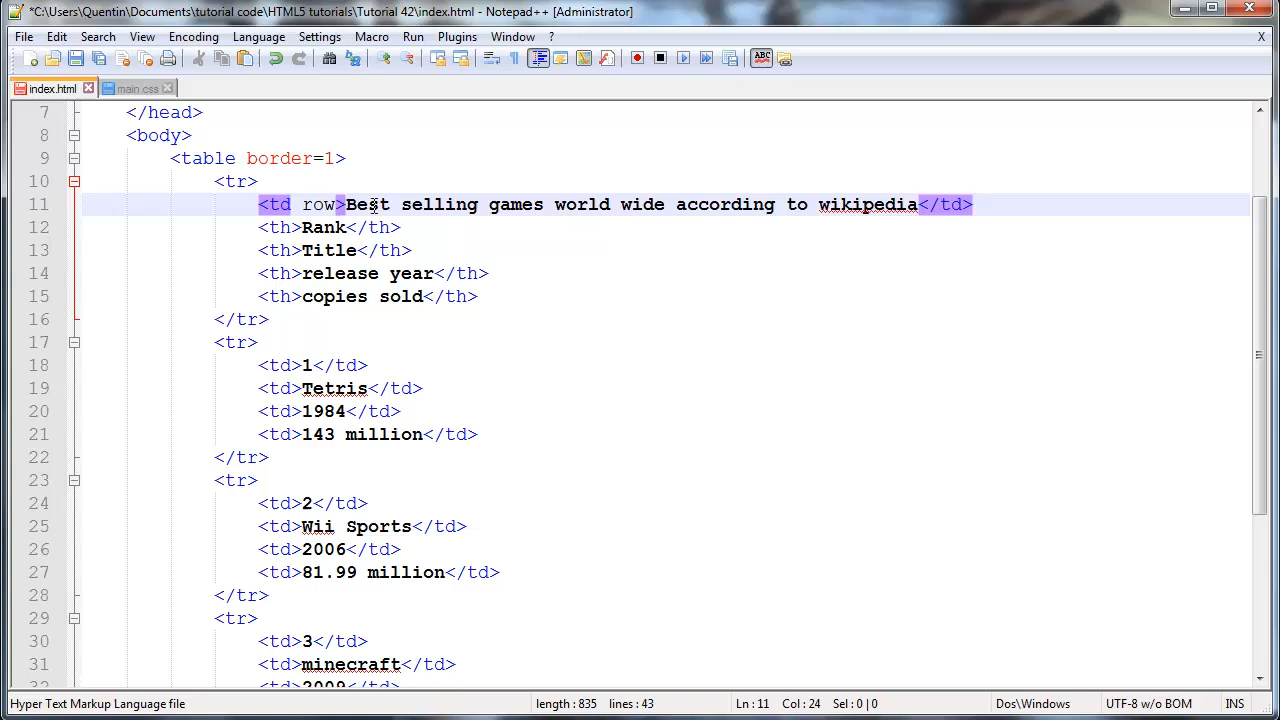 *C:\Users\Quentin\Documents\tutorial code\HTML5 tutorials\Tutorial 42\index.html - Notepad++ [Administrator]
File Edit Search View Encoding Language Settings Macro Run Plugins Window ? X
index.html main.css
7 </head>
8 <body>
9 <table border=1>
10 <tr>
11 <td row>Best selling games world wide according to wikipedia</td>
12 <th>Rank</th>
13 <th>Title</th>
14 <th>release year</th>
15 <th>copies sold</th>
16 </tr>
17 <tr>
18 <td>1</td>
19 <td>Tetris</td>
20 <td>1984</td>
21 <td>143 million</td>
22 </tr>
23 <tr>
24 <td>2</td>
25 <td>Wii Sports</td>
26 <td>2006</td>
27 <td>81.99 million</td>
28 </tr>
29 <tr>
30 <td>3</td>
31 <td>minecraft</td>
32 <td>2009</td>
Hyper Text Markup Language file length : 835 lines : 43 Ln : 11 Col : 24 Sel : 0 | 0 Dos\Windows UTF-8 w/o BOM INS